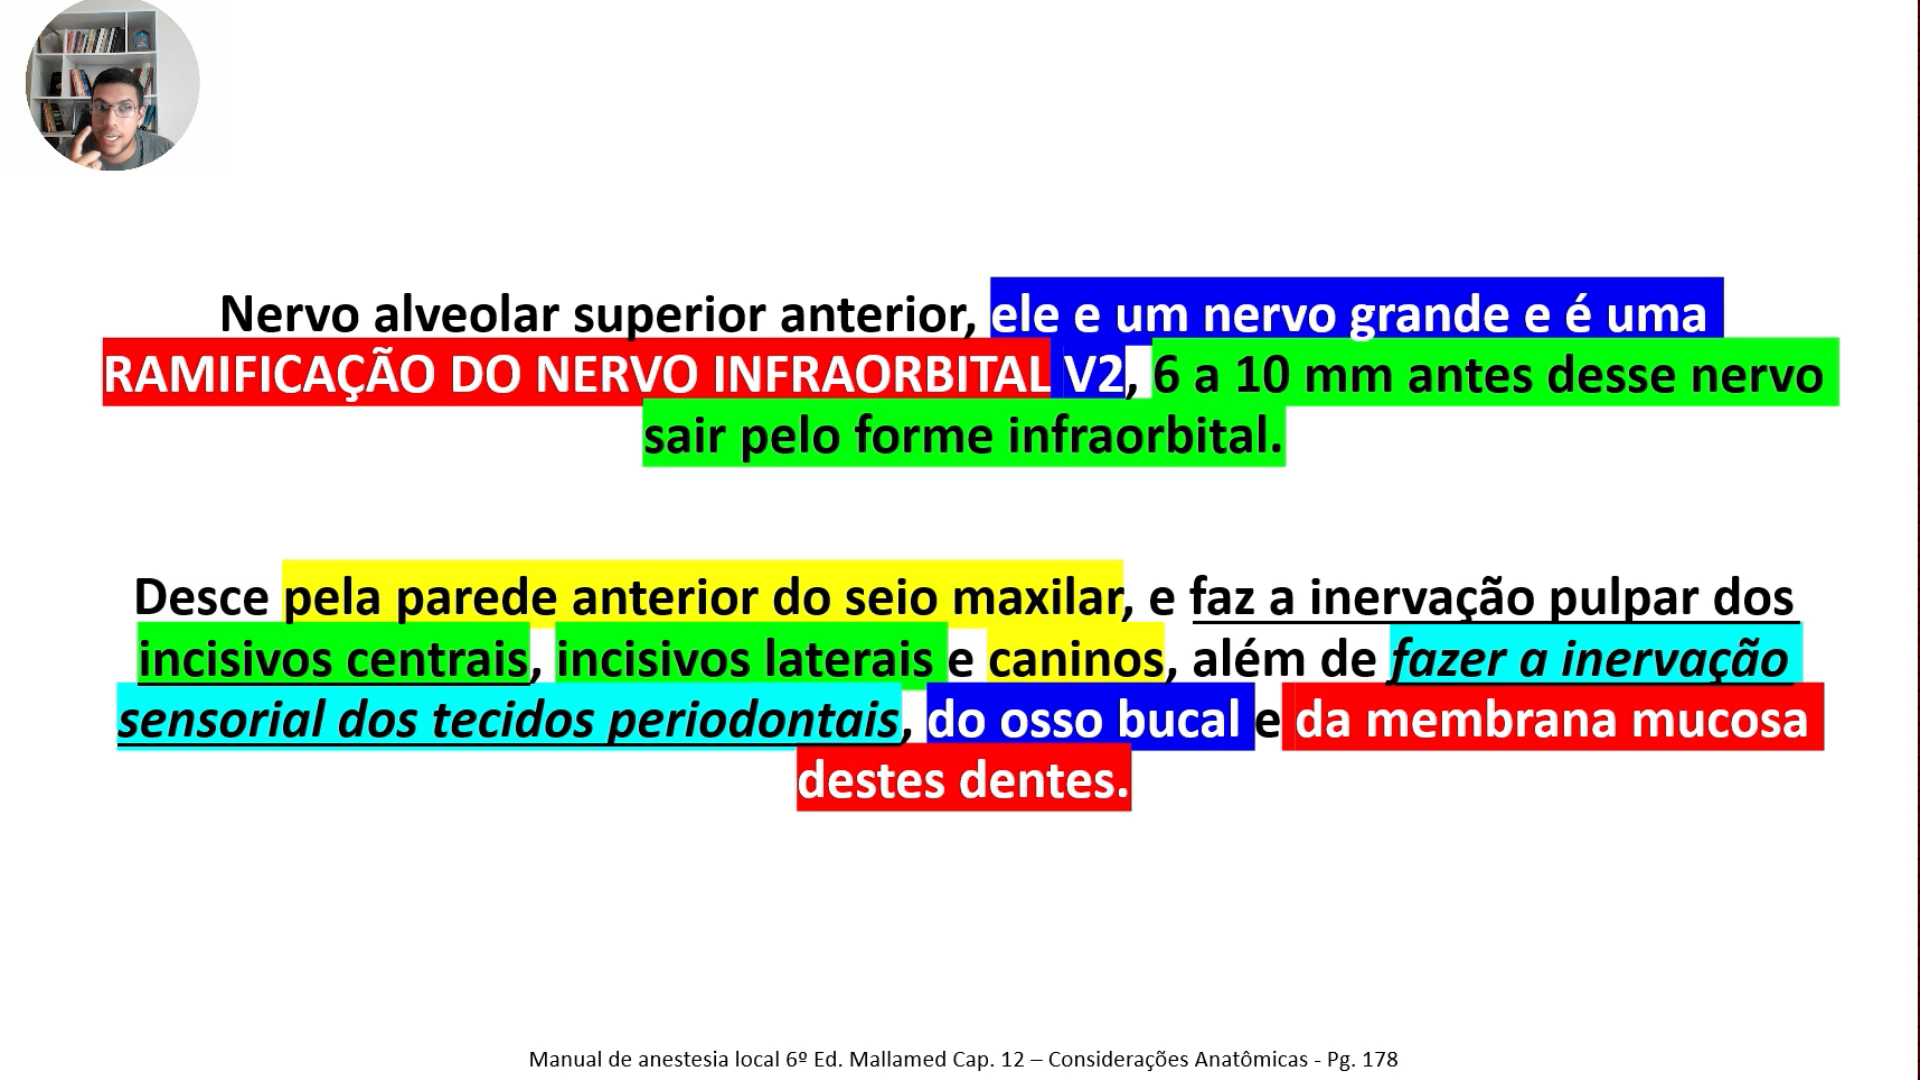 Nervo alveolar superior anterior, ele e um nervo grande e é uma
RAMIFICAÇÃO DO NERVO INFRAORBITAL V2, 6 a 10 mm antes desse nervo
sair pelo forme infraorbital.
Desce pela parede anterior do seio maxilar, e faz a inervação pulpar dos
incisivos centrais, incisivos laterais e caninos, além de fazer a inervação
sensorial dos tecidos periodontais, do osso bucal e da membrana mucosa
destes dentes.
Manual de anestesia local 6º Ed. Mallamed Cap. 12 – Considerações Anatômicas - Pg. 178